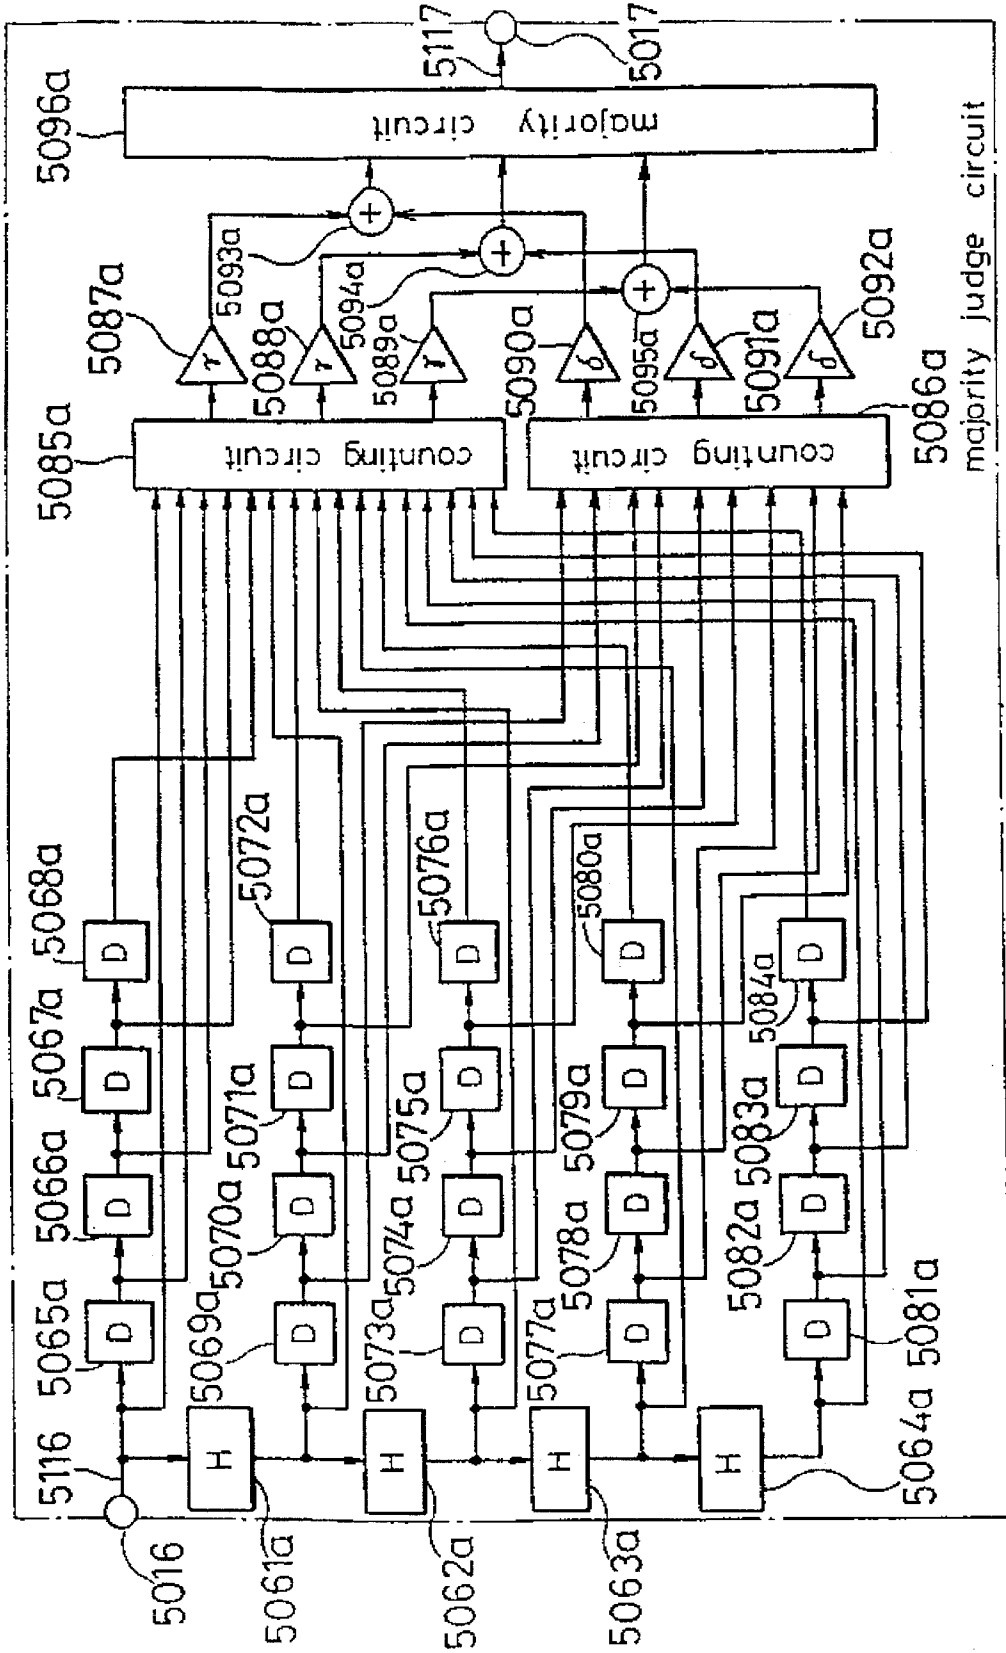 5016
5116
5065a
5066a
5067a
5068a
D
D
D
D
H
5061a
5069a
5070a
5071a
5072a
D
D
D
D
H
5062a
5073a
5074a
5075a
5076a
D
D
D
D
H
5063a
5077a
5078a
5079a
5080a
D
D
D
D
H
5064a
5081a
5082a
5083a
5084a
D
D
D
D
5085a
counting circuit
5086a
counting circuit
5087a
γ
5088a
γ
5089a
γ
5090a
δ
5091a
δ
5092a
δ
5093a
+
5094a
+
5095a
+
5096a
majority circuit
5117
5017
majority judge circuit